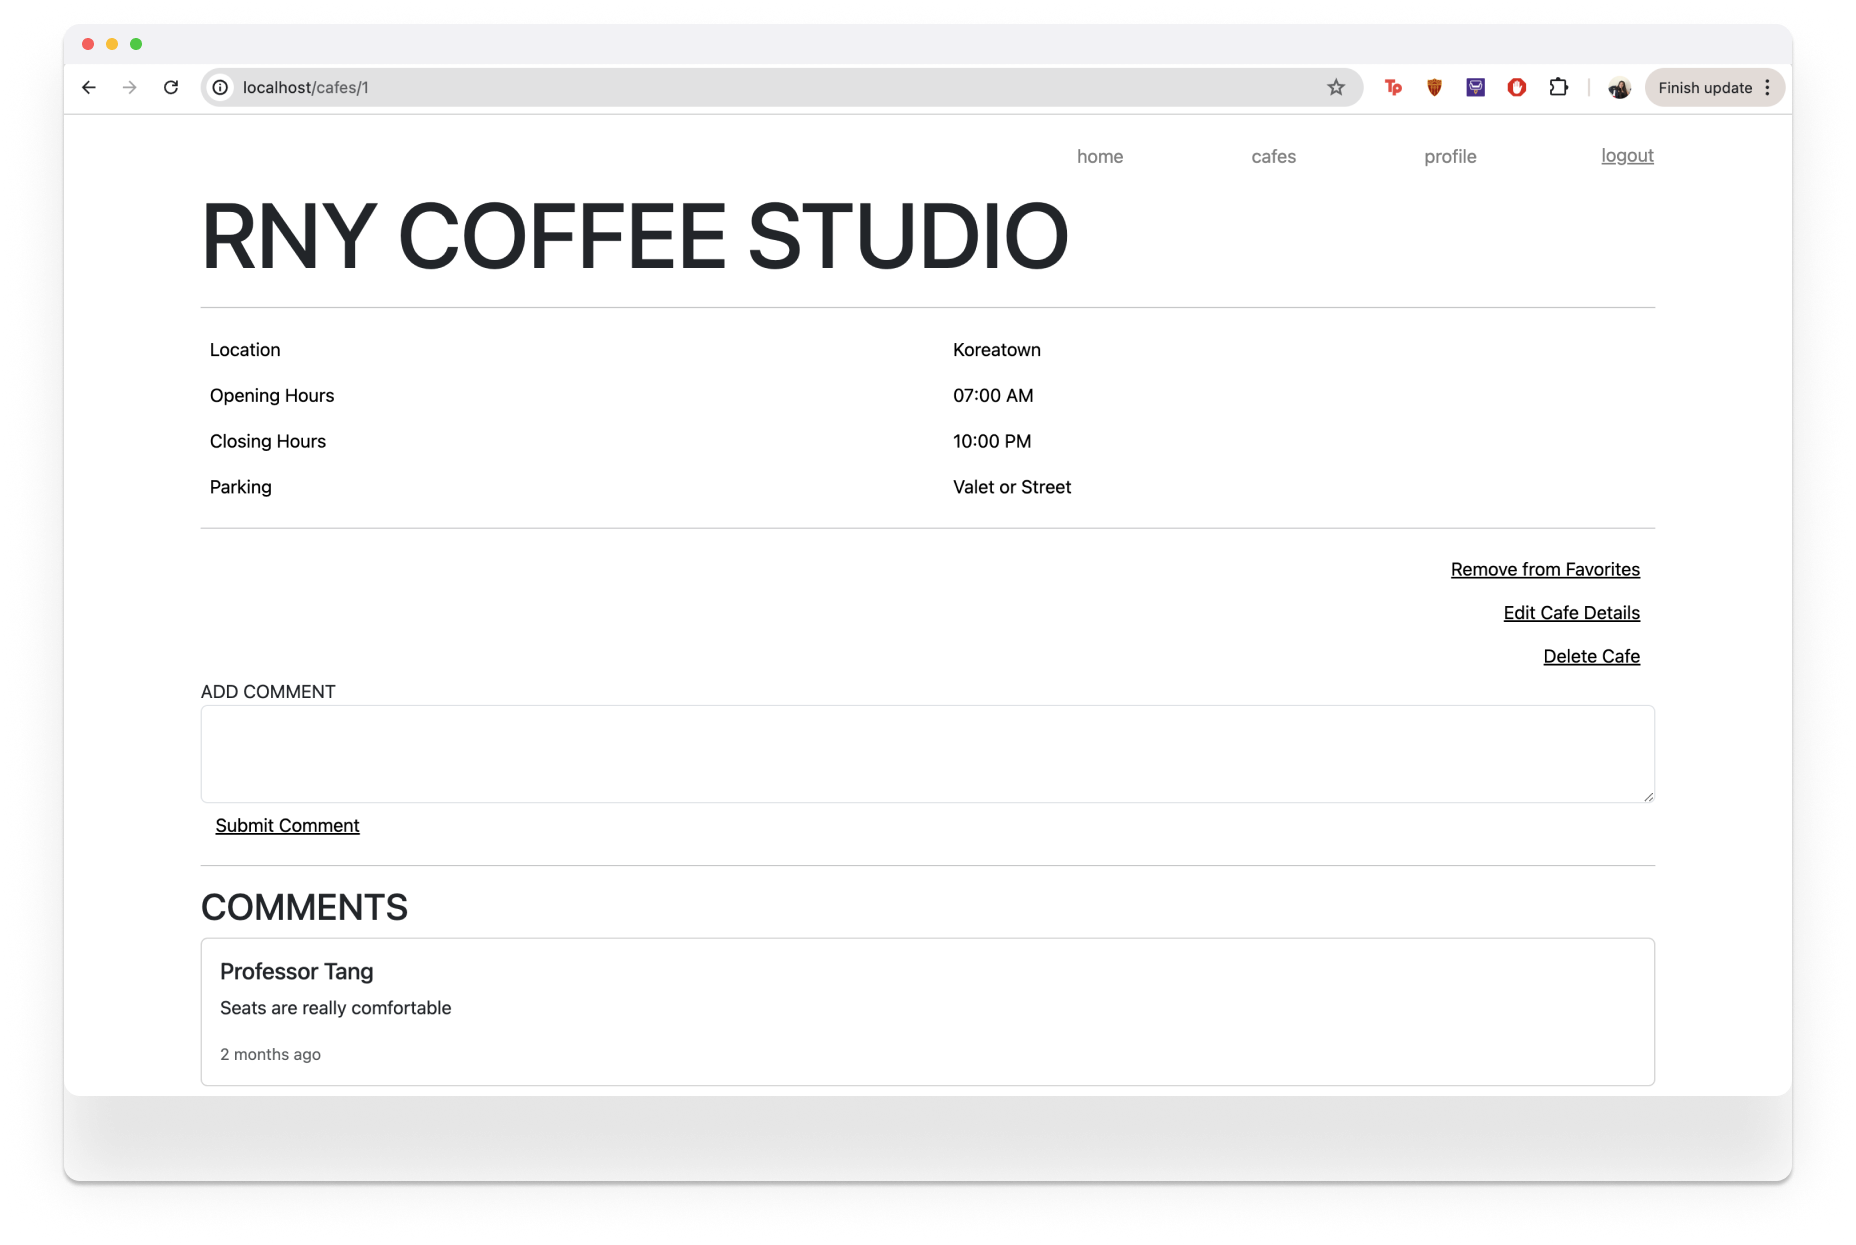 localhost/cafes/1
Tp
Finish update
home cafes profile logout
RNY COFFEE STUDIO
Location Koreatown
Opening Hours 07:00 AM
Closing Hours 10:00 PM
Parking Valet or Street
Remove from Favorites
Edit Cafe Details
Delete Cafe
ADD COMMENT
Submit Comment
COMMENTS
Professor Tang
Seats are really comfortable
2 months ago